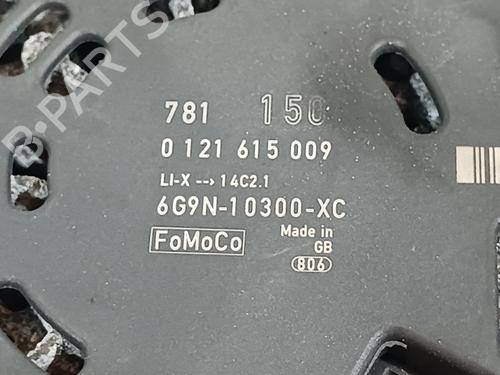 B-PARTS
781 150
0 121 615 009
LI-X --> 14C2.1
6G9N-10300-XC
FoMoCo Made in
GB
806